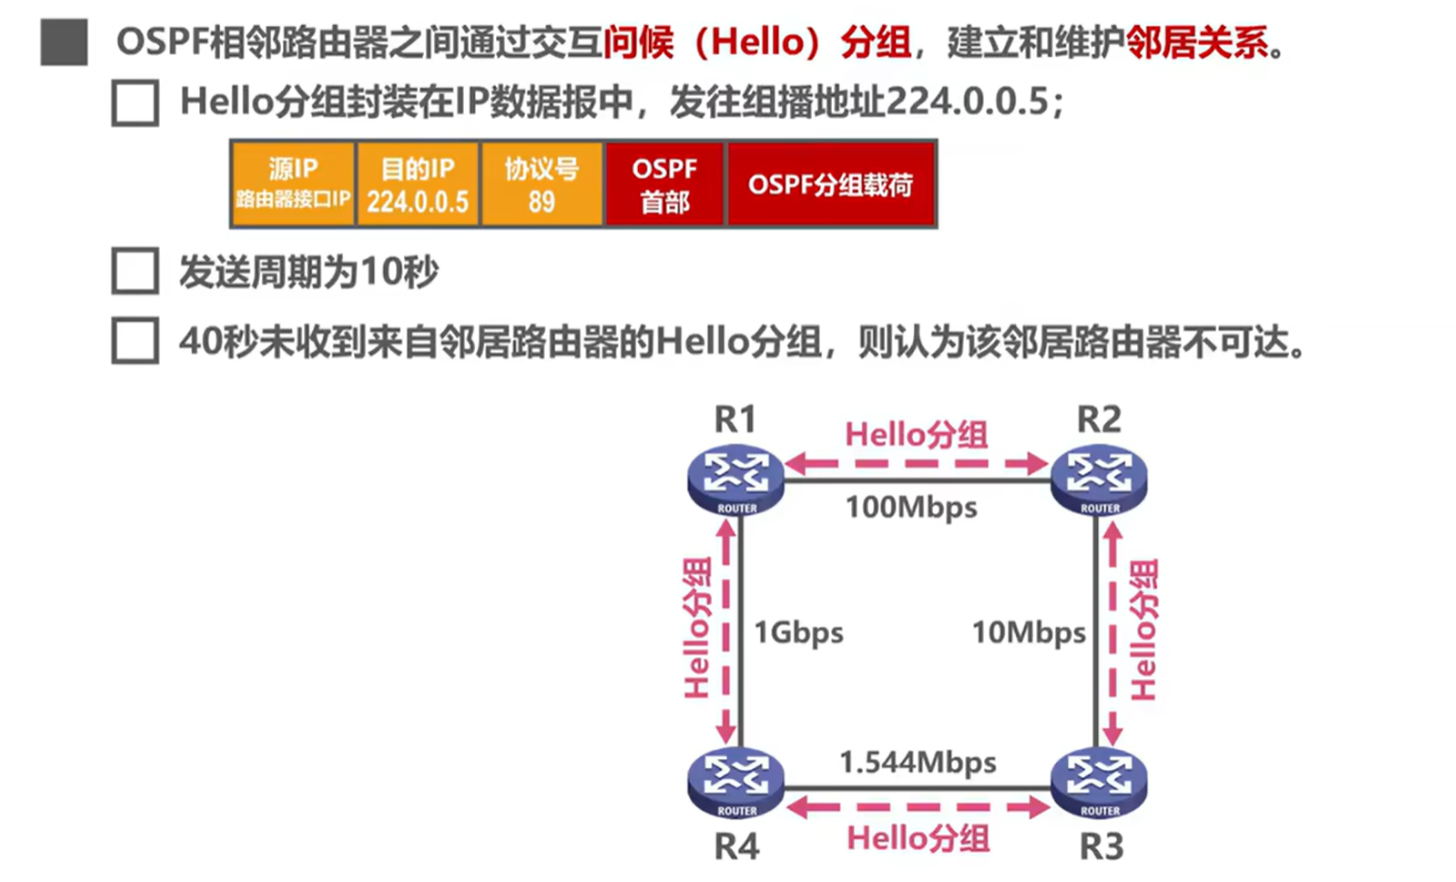 OSPF相邻路由器之间通过交互问候（Hello）分组，建立和维护邻居关系。
Hello分组封装在IP数据报中，发往组播地址224.0.0.5；
源IP
路由器接口IP
目的IP
224.0.0.5
协议号
89
OSPF
首部
OSPF分组载荷
发送周期为10秒
40秒未收到来自邻居路由器的Hello分组，则认为该邻居路由器不可达。
R1
R2
Hello分组
ROUTER
ROUTER
100Mbps
Hello分组
1Gbps
10Mbps
Hello分组
1.544Mbps
ROUTER
ROUTER
Hello分组
R4
R3